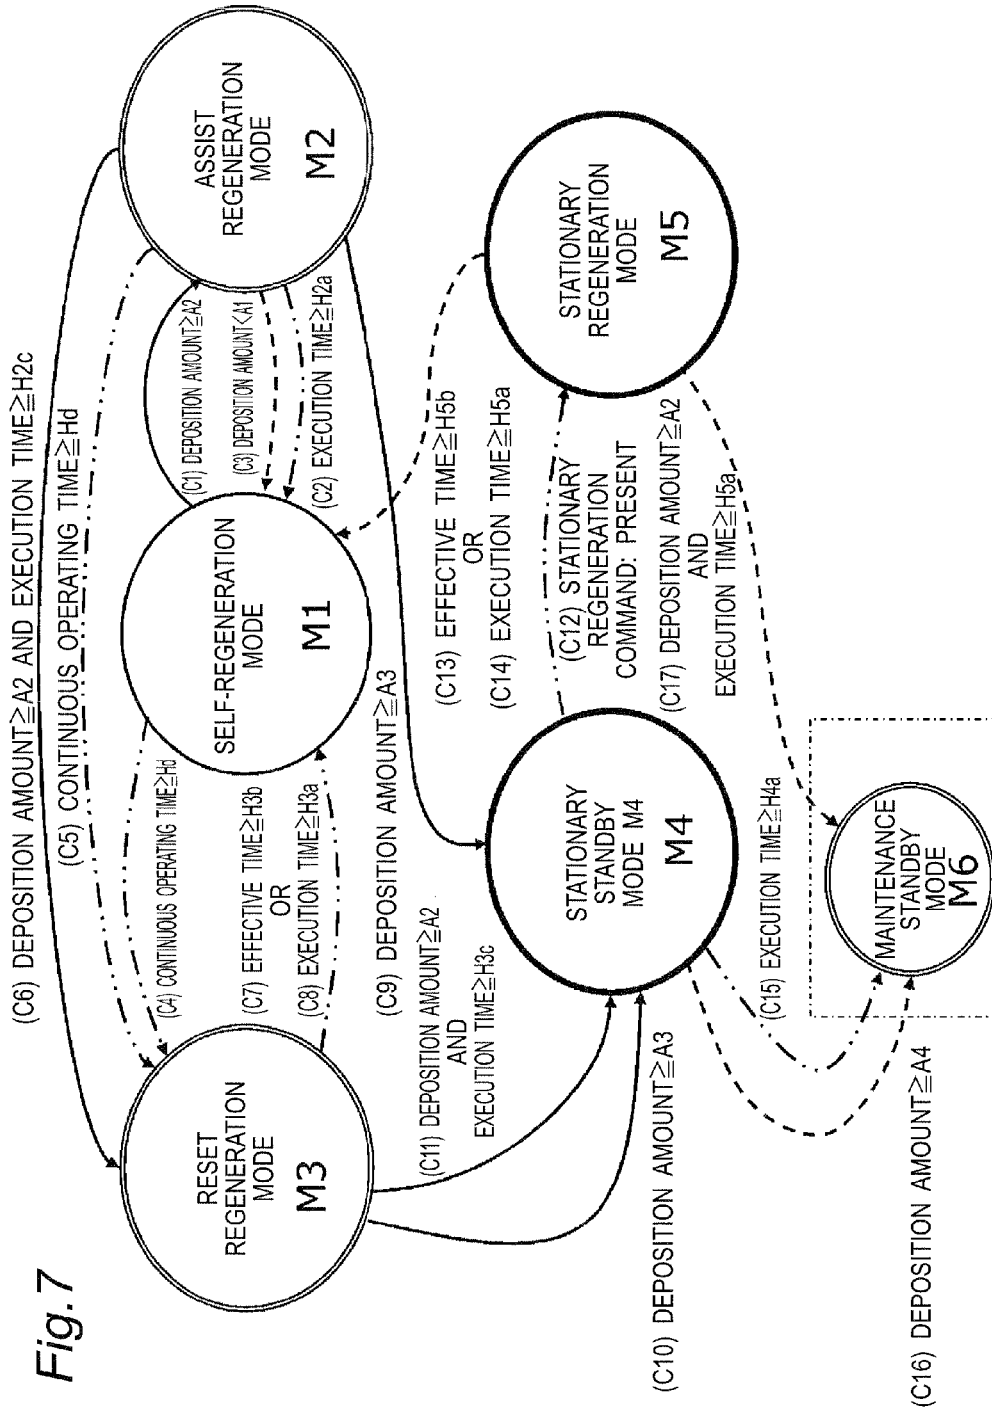 Fig.7
(C6) DEPOSITION AMOUNT≧A2 AND EXECUTION TIME≧H2c
(C5) CONTINUOUS OPERATING TIME≧Hd
RESET
REGENERATION
MODE
M3
(C4) CONTINUOUS OPERATING TIME≧Hd
(C7) EFFECTIVE TIME≧H3b
OR
(C8) EXECUTION TIME≧H3a
SELF-REGENERATION
MODE
M1
(C1) DEPOSITION AMOUNT≧A2
(C3) DEPOSITION AMOUNT<A1
(C2) EXECUTION TIME≧H2a
ASSIST
REGENERATION
MODE
M2
(C9) DEPOSITION AMOUNT≧A3
(C11) DEPOSITION AMOUNT≧A2
AND
EXECUTION TIME≧H3c
(C10) DEPOSITION AMOUNT≧A3
STATIONARY
STANDBY
MODE M4
M4
(C13) EFFECTIVE TIME≧H5b
OR
(C14) EXECUTION TIME≧H5a
(C12) STATIONARY
REGENERATION
COMMAND: PRESENT
STATIONARY
REGENERATION
MODE
M5
(C17) DEPOSITION AMOUNT≧A2
AND
EXECUTION TIME≧H5a
(C15) EXECUTION TIME≧H4a
(C16) DEPOSITION AMOUNT≧A4
MAINTENANCE
STANDBY
MODE
M6